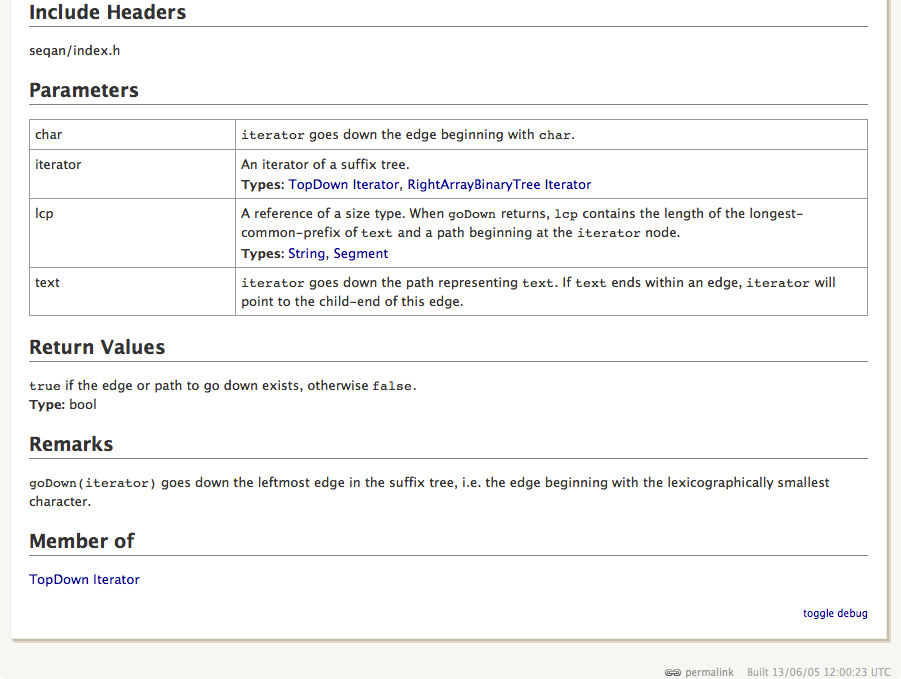 Include Headers
seqan/index.h
Parameters
char
iterator goes down the edge beginning with char.
iterator
An iterator of a suffix tree.
Types: TopDown Iterator, RightArrayBinaryTree Iterator
lcp
A reference of a size type. When goDown returns, lcp contains the length of the longest-
common-prefix of text and a path beginning at the iterator node.
Types: String, Segment
text
iterator goes down the path representing text. If text ends within an edge, iterator will
point to the child-end of this edge.
Return Values
true if the edge or path to go down exists, otherwise false.
Type: bool
Remarks
goDown(iterator) goes down the leftmost edge in the suffix tree, i.e. the edge beginning with the lexicographically smallest
character.
Member of
TopDown Iterator
toggle debug
permalink Built 13/06/05 12:00:23 UTC